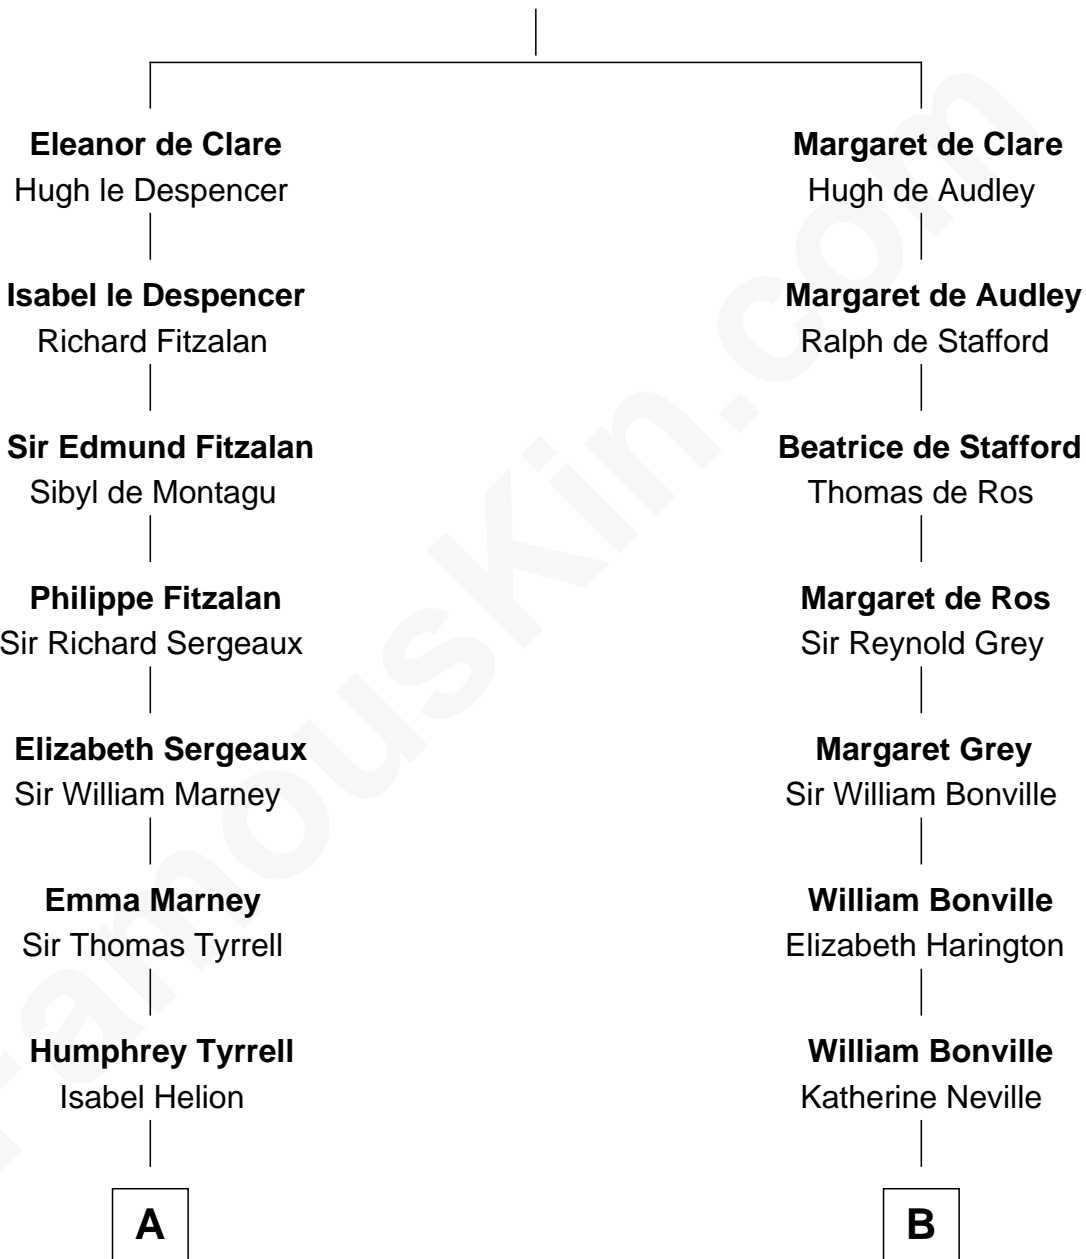 Eleanor de Clare
Hugh le Despencer
Margaret de Clare
Hugh de Audley
Isabel le Despencer
Richard Fitzalan
Margaret de Audley
Ralph de Stafford
Sir Edmund Fitzalan
Sibyl de Montagu
Beatrice de Stafford
Thomas de Ros
Philippe Fitzalan
Sir Richard Sergeaux
Margaret de Ros
Sir Reynold Grey
Elizabeth Sergeaux
Sir William Marney
Margaret Grey
Sir William Bonville
Emma Marney
Sir Thomas Tyrrell
William Bonville
Elizabeth Harington
Humphrey Tyrrell
Isabel Helion
William Bonville
Katherine Neville
A
B
FamousKin.com